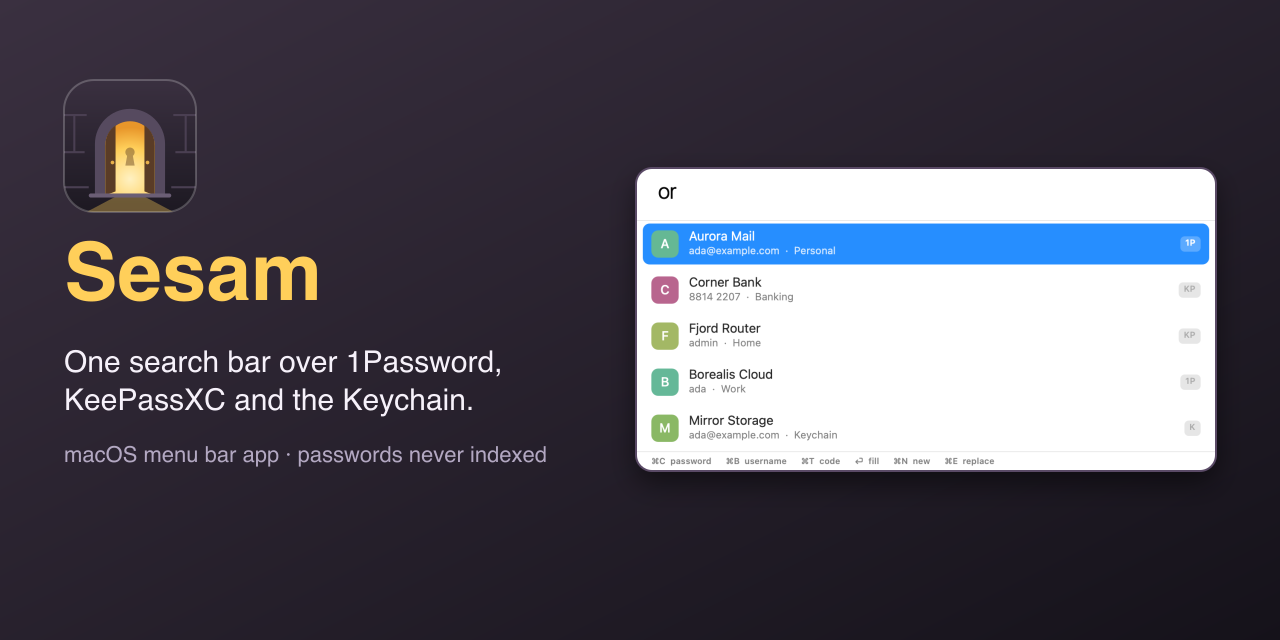 Sesam
One search bar over 1Password,
KeePassXC and the Keychain.
macOS menu bar app · passwords never indexed
or
A
Aurora Mail
ada@example.com · Personal
1P
C
Corner Bank
8814 2207 · Banking
KP
F
Fjord Router
admin · Home
KP
B
Borealis Cloud
ada · Work
1P
M
Mirror Storage
ada@example.com · Keychain
K
⌘C password ⌘B username ⌘T code ⏎ fill ⌘N new ⌘E replace